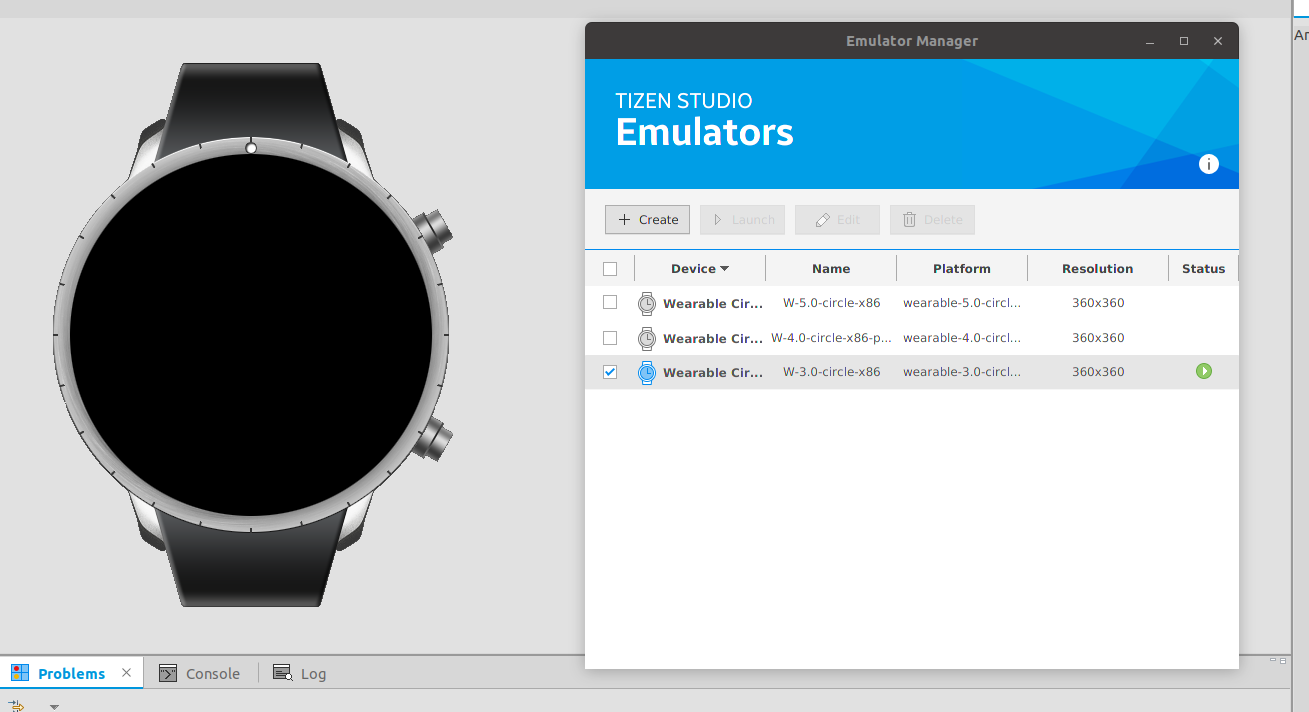 Emulator Manager
Ar
TIZEN STUDIO
Emulators
i
Create Launch Edit Delete
Device Name Platform Resolution Status
Wearable Cir... W-5.0-circle-x86 wearable-5.0-circl... 360x360
Wearable Cir... W-4.0-circle-x86-p... wearable-4.0-circl... 360x360
Wearable Cir... W-3.0-circle-x86 wearable-3.0-circl... 360x360
Problems Console Log